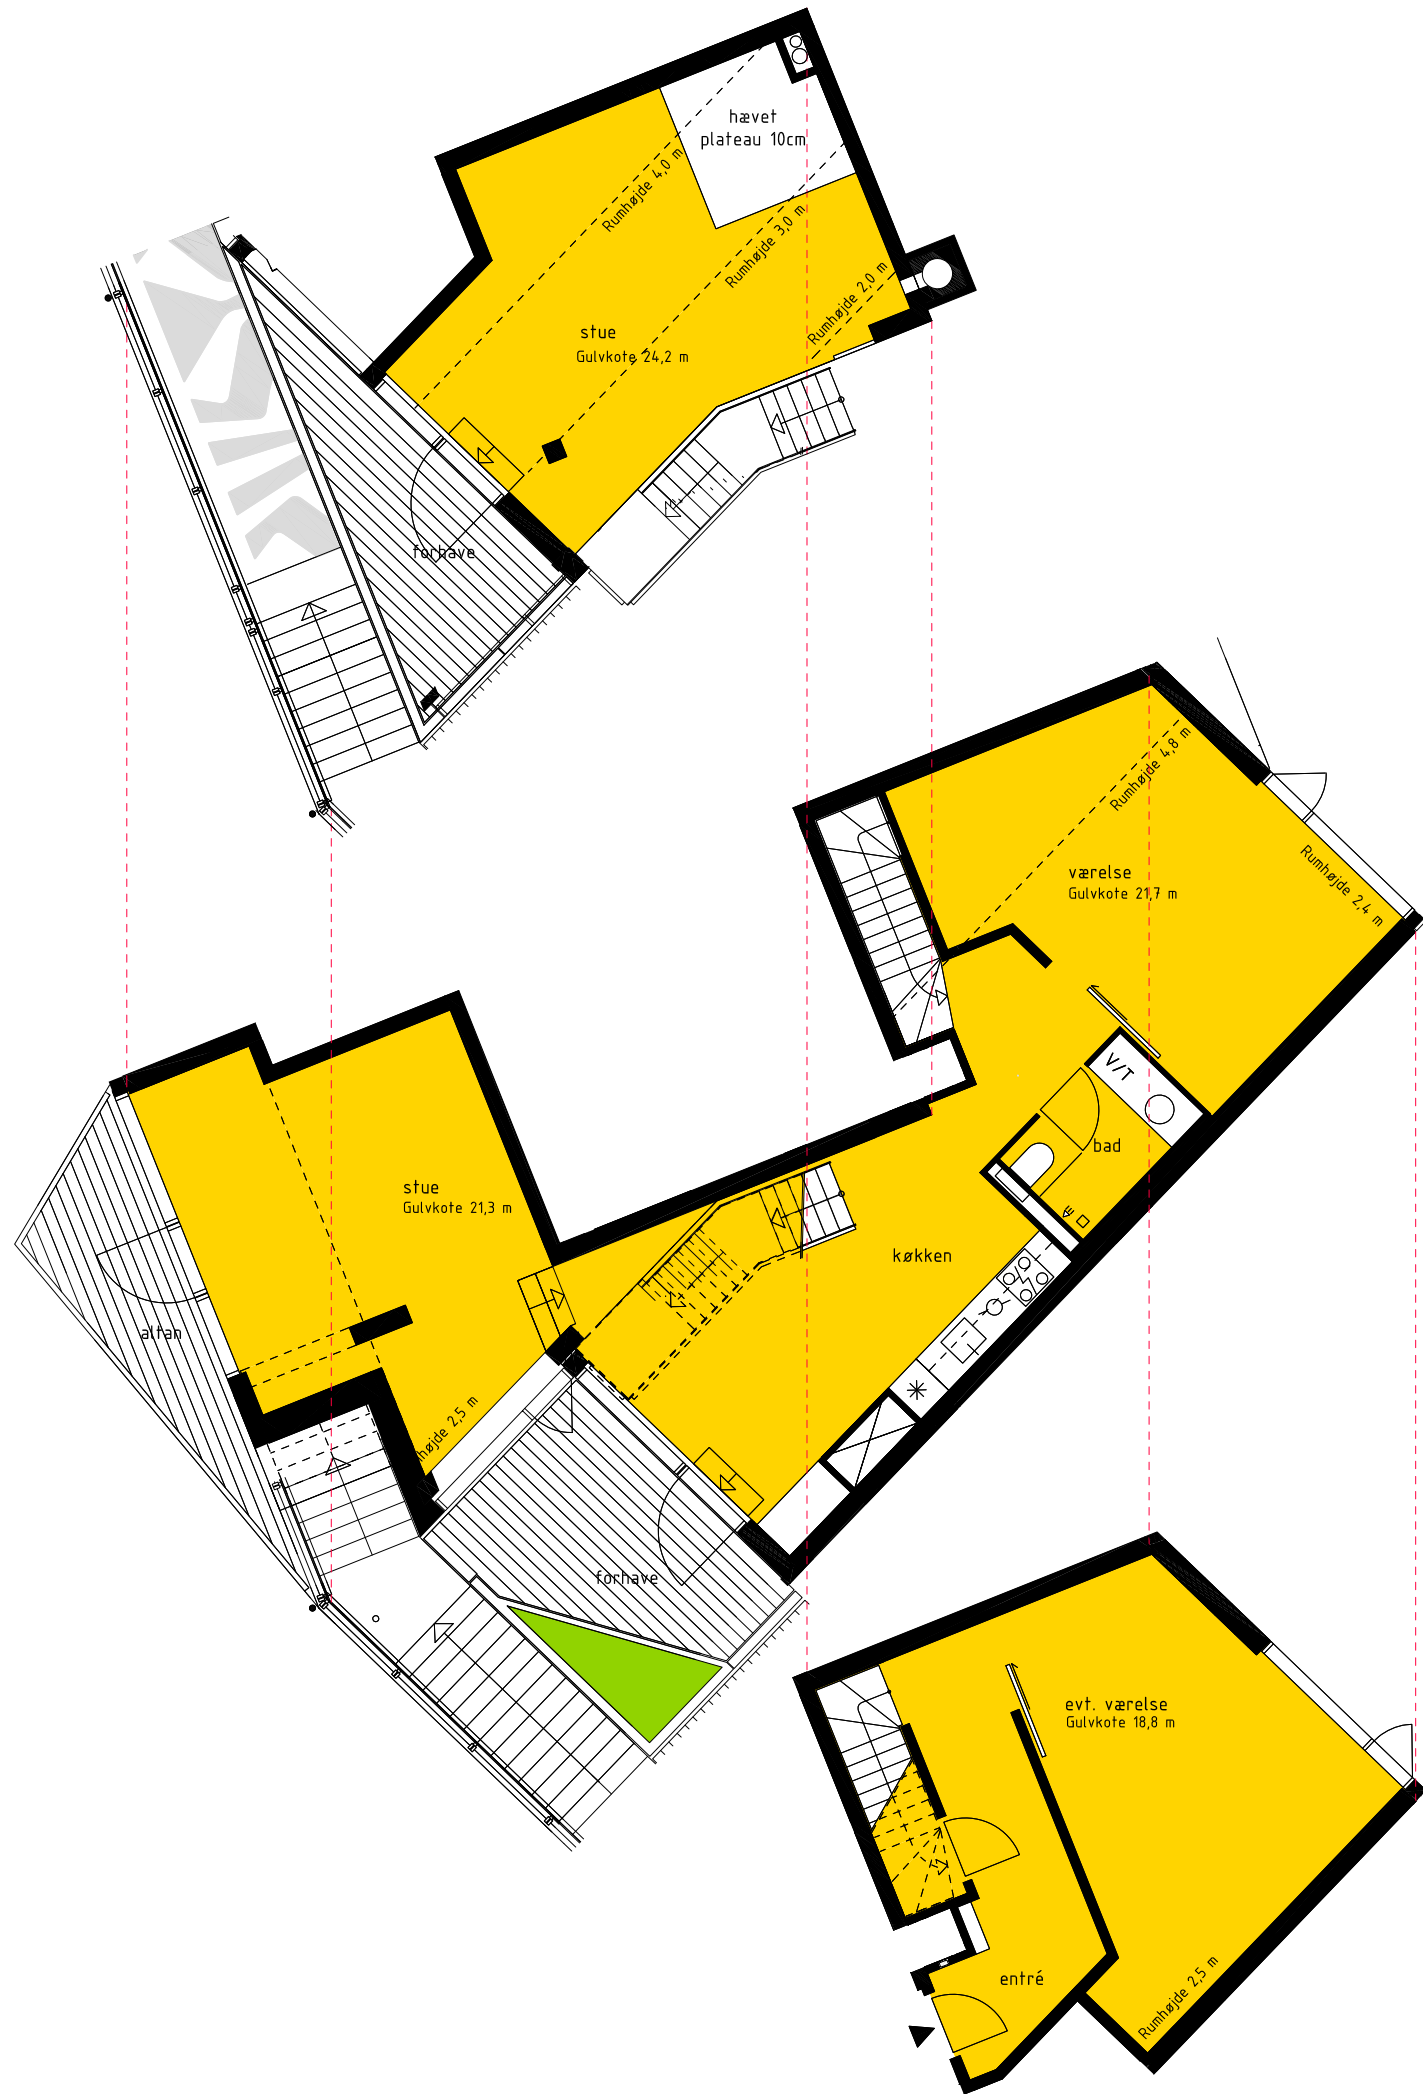 hævet
plateau 10cm
Rumhøjde 4,0 m
Rumhøjde 3,0 m
Rumhøjde 2,0 m
stue
Gulvkote 24,2 m
forhave
Rumhøjde 4,8 m
Rumhøjde 2,4 m
værelse
Gulvkote 21,7 m
V/T
bad
stue
Gulvkote 21,3 m
køkken
altan
højde 2,5 m
forhave
evt. værelse
Gulvkote 18,8 m
entré
Rumhøjde 2,5 m